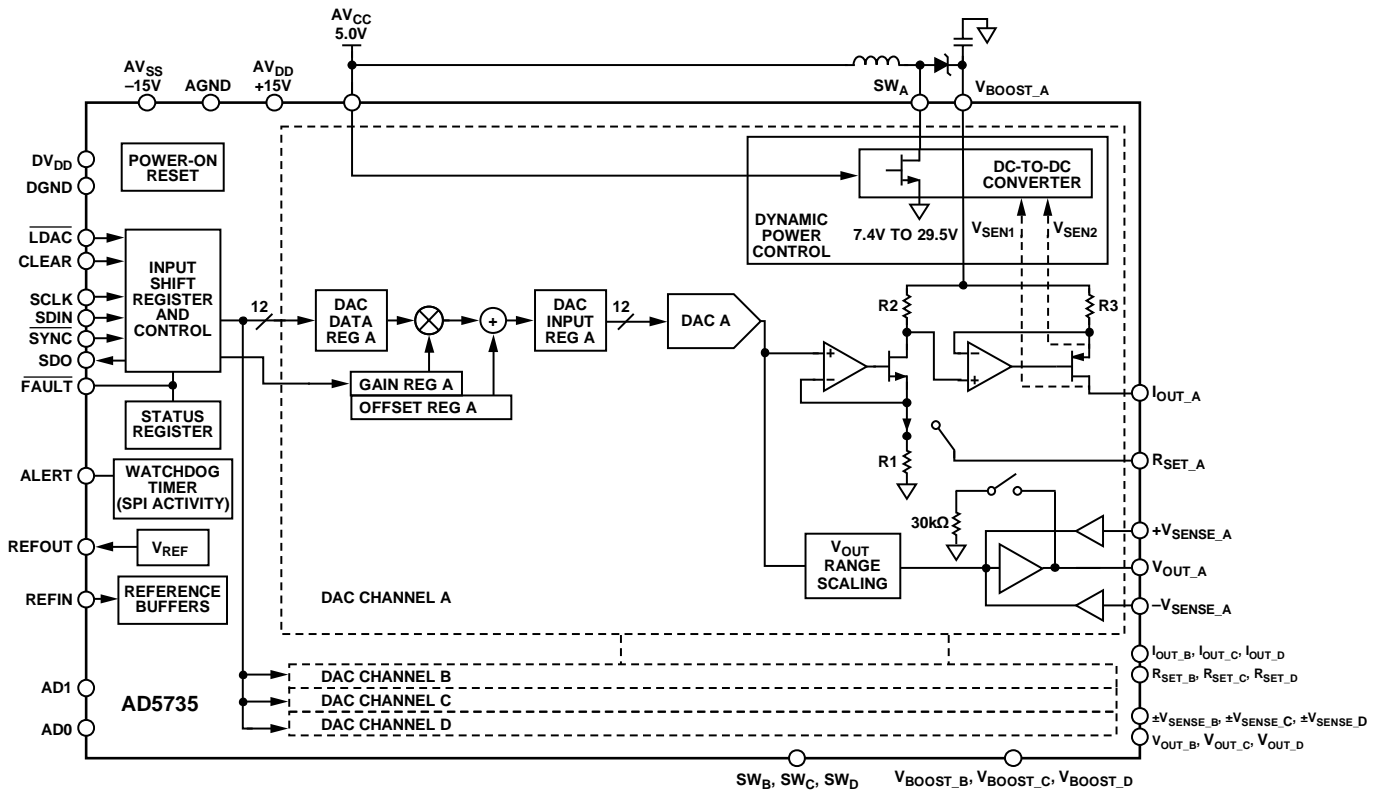 AVCC
5.0V
AVSS
–15V
AGND
AVDD
+15V
SWA
VBOOST_A
DVDD
DGND
POWER-ON
RESET
LDAC
CLEAR
SCLK
SDIN
SYNC
SDO
FAULT
INPUT
SHIFT
REGISTER
AND
CONTROL
STATUS
REGISTER
ALERT
WATCHDOG
TIMER
(SPI ACTIVITY)
REFOUT
VREF
REFIN
REFERENCE
BUFFERS
AD1
AD0
AD5735
12
DAC
DATA
REG A
GAIN REG A
OFFSET REG A
DAC
INPUT
REG A
12
DAC A
DC-TO-DC
CONVERTER
DYNAMIC
POWER
CONTROL
7.4V TO 29.5V
VSEN1
VSEN2
R2
R3
R1
30kΩ
VOUT
RANGE
SCALING
DAC CHANNEL A
DAC CHANNEL B
DAC CHANNEL C
DAC CHANNEL D
IOUT_A
RSET_A
+VSENSE_A
VOUT_A
–VSENSE_A
IOUT_B, IOUT_C, IOUT_D
RSET_B, RSET_C, RSET_D
±VSENSE_B, ±VSENSE_C, ±VSENSE_D
VOUT_B, VOUT_C, VOUT_D
SWB, SWC, SWD
VBOOST_B, VBOOST_C, VBOOST_D